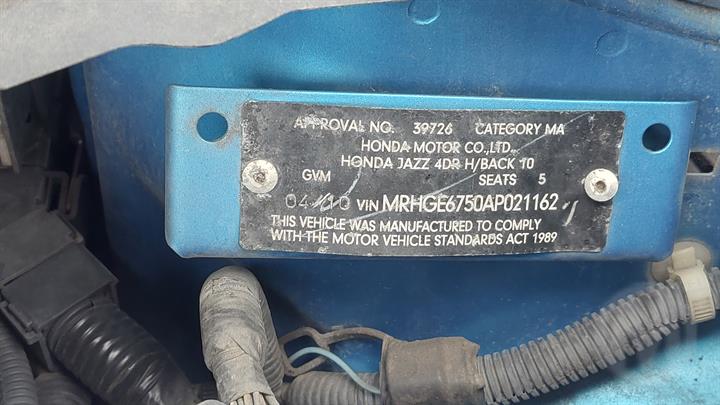 APPROVAL NO. 39726 CATEGORY MA
HONDA MOTOR CO.,LTD.
HONDA JAZZ 4DR H/BACK 10
GVM SEATS 5
04/10 VIN MRHGE6750AP021162
THIS VEHICLE WAS MANUFACTURED TO COMPLY
WITH THE MOTOR VEHICLE STANDARDS ACT 1989